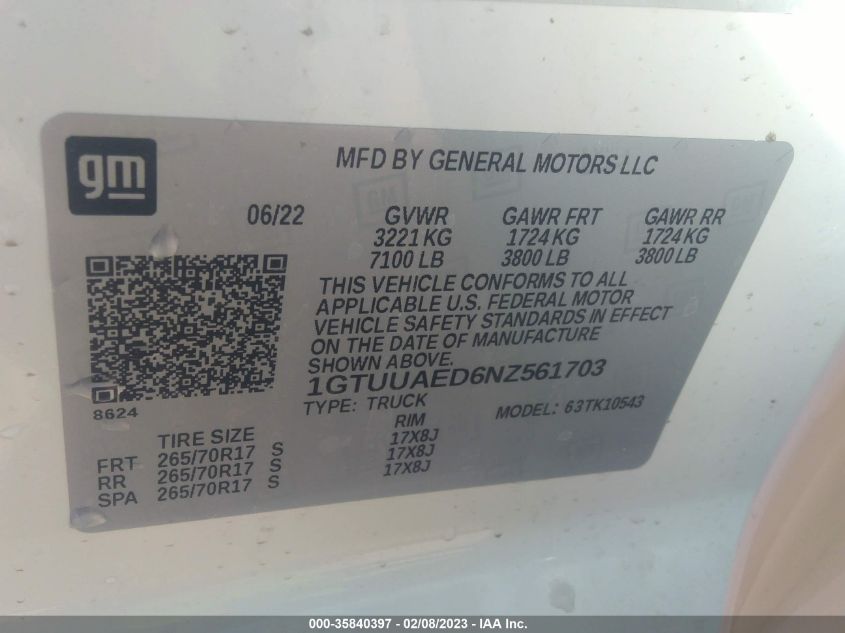 gm
MFD BY GENERAL MOTORS LLC
06/22 GVWR GAWR FRT GAWR RR
3221 KG 1724 KG 1724 KG
7100 LB 3800 LB 3800 LB
THIS VEHICLE CONFORMS TO ALL
APPLICABLE U.S. FEDERAL MOTOR
VEHICLE SAFETY STANDARDS IN EFFECT
ON THE DATE OF MANUFACTURE
SHOWN ABOVE.
1GTUUAED6NZ561703
8624
TYPE: TRUCK MODEL: 63TK10543
TIRE SIZE RIM
FRT 265/70R17 S 17X8J
RR 265/70R17 S 17X8J
SPA 265/70R17 S 17X8J
000-35840397 - 02/08/2023 - IAA Inc.